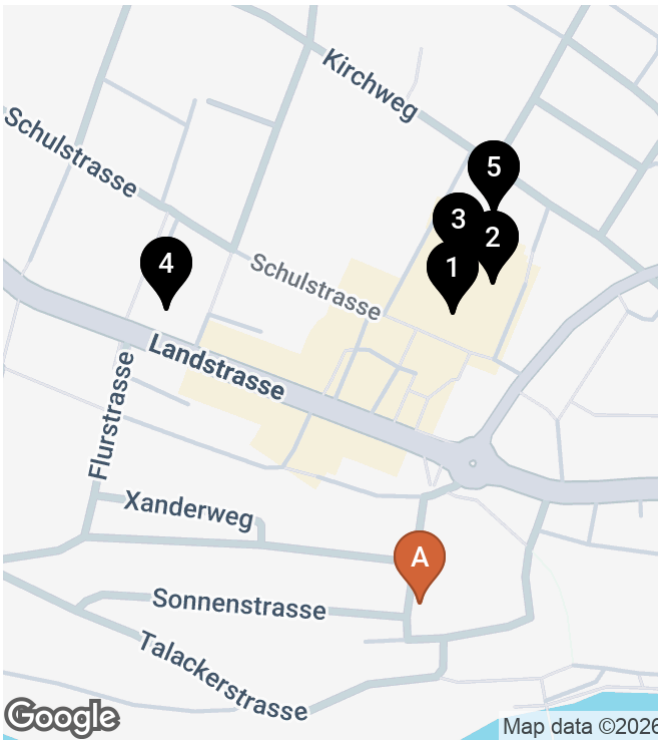 Kirchweg
Schulstrasse
5
3
2
1
4
Schulstrasse
Landstrasse
Flurstrasse
Xanderweg
A
Sonnenstrasse
Talackerstrasse
Google
Map data ©2026